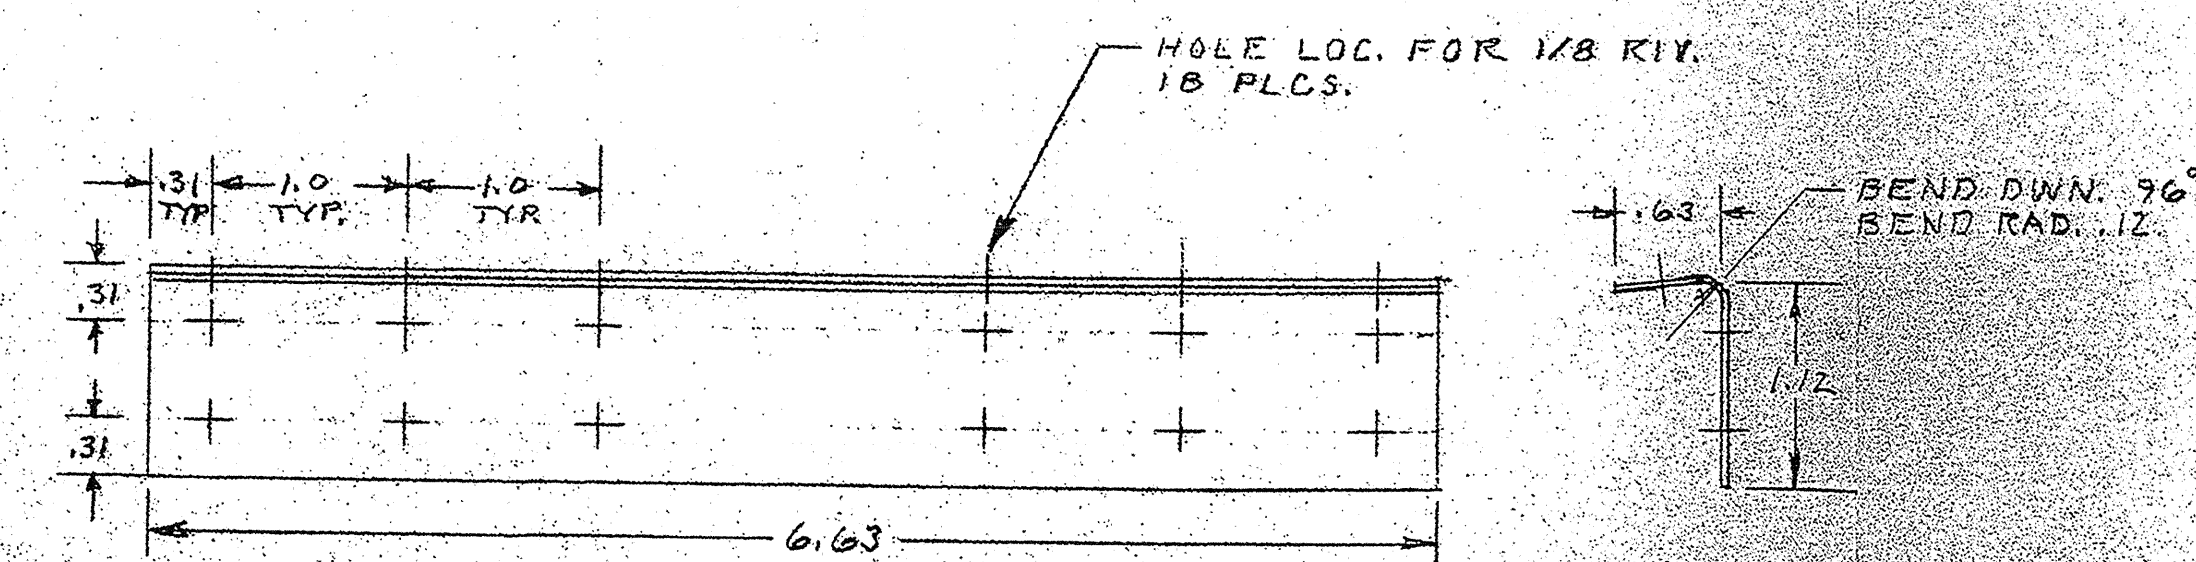 HOLE LOC. FOR 1/8 RIV.
18 PLCS.
.31
TYP
1.0
TYP.
1.0
TYP.
.63
BEND DWN. 96°
BEND RAD. .12
.31
1.12
.31
6.63